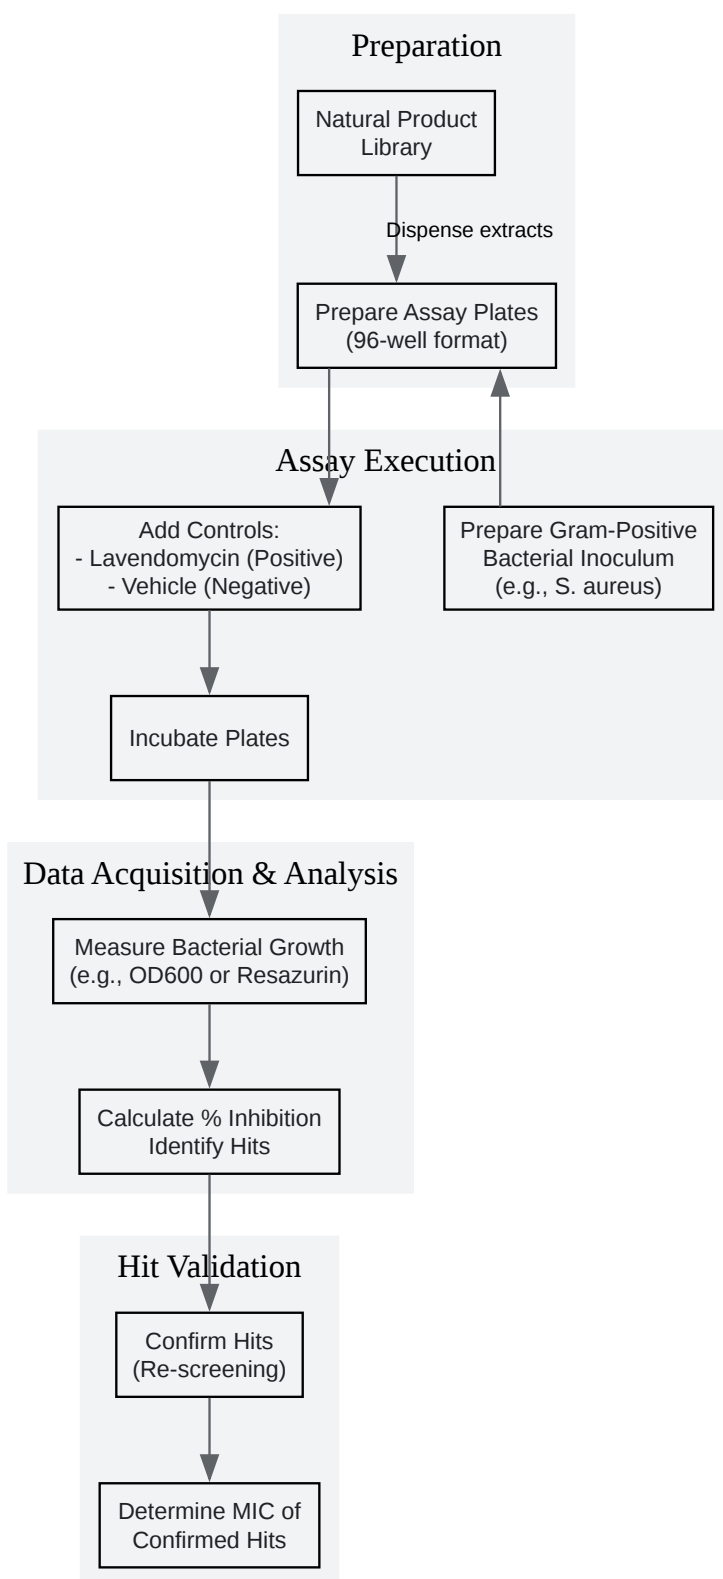 Preparation
Natural Product
Library
Dispense extracts
Prepare Assay Plates
(96-well format)
Assay Execution
Add Controls:
- Lavendomycin (Positive)
- Vehicle (Negative)
Prepare Gram-Positive
Bacterial Inoculum
(e.g., S. aureus)
Incubate Plates
Data Acquisition & Analysis
Measure Bacterial Growth
(e.g., OD600 or Resazurin)
Calculate % Inhibition
Identify Hits
Hit Validation
Confirm Hits
(Re-screening)
Determine MIC of
Confirmed Hits